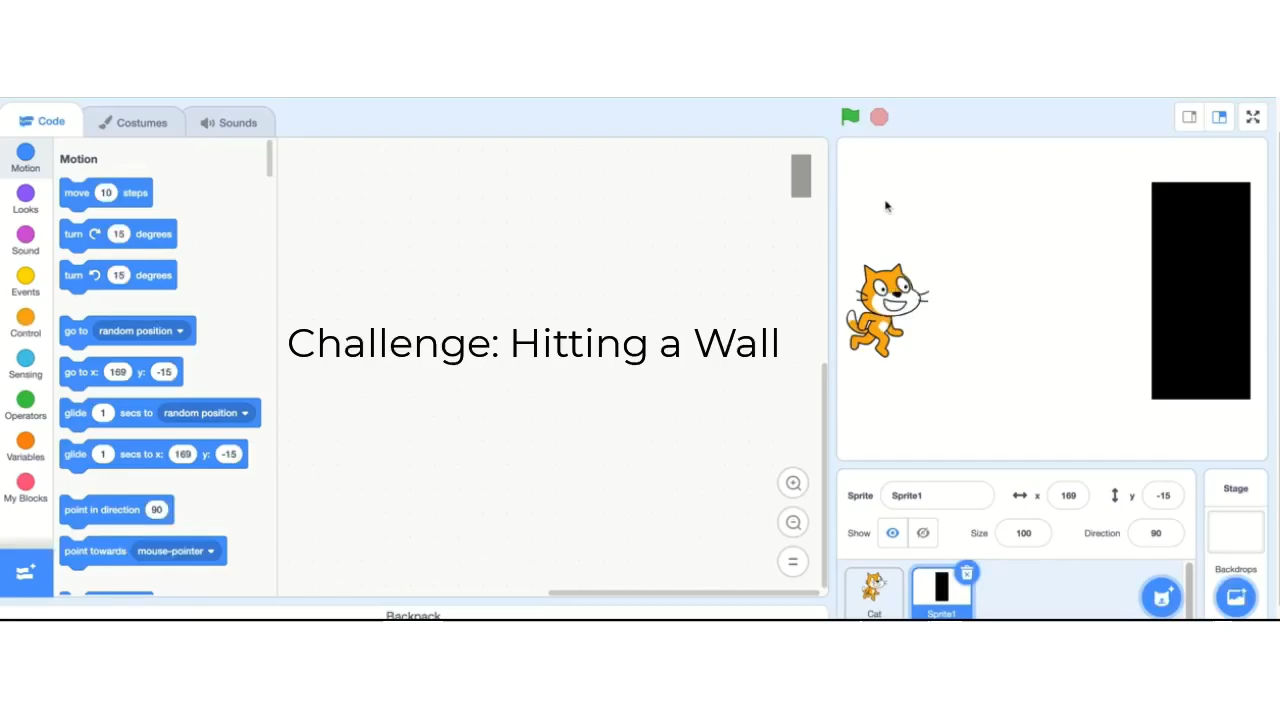 Code Costumes Sounds
Motion
Looks
Sound
Events
Control
Sensing
Operators
Variables
My Blocks
Motion
move 10 steps
turn 15 degrees
turn 15 degrees
go to random position
go to x: 169 y: -15
glide 1 secs to random position
glide 1 secs to x: 169 y: -15
point in direction 90
point towards mouse-pointer
Challenge: Hitting a Wall
Backpack
Sprite Sprite1 x 169 y -15
Show Size 100 Direction 90
Cat
Sprite1
Stage
Backdrops